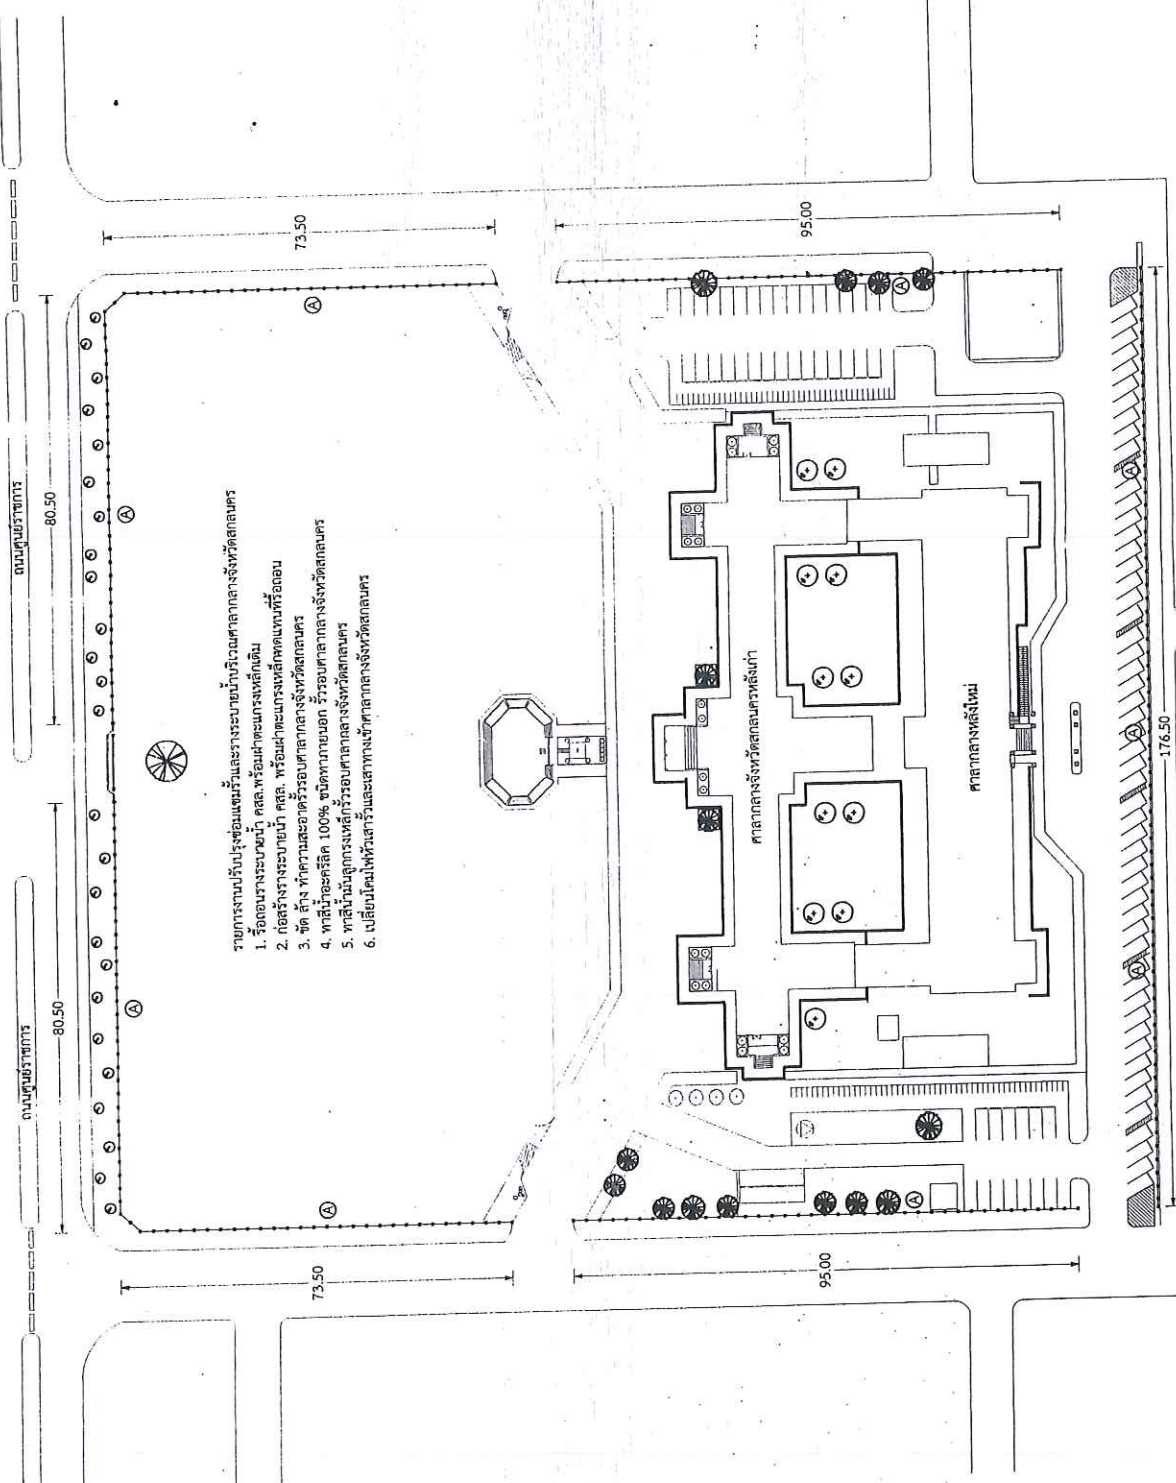 ถนนศูนย์ราชการ
ถนนศูนย์ราชการ
80.50
80.50
73.50
73.50
รายการงานปรับปรุงซ่อมแซมรั้วและรางระบายน้ำบริเวณศาลากลางจังหวัดสกลนคร
1. รื้อถอนรางระบายน้ำ คสล.พร้อมฝาตะแกรงเหล็กเดิม
2. ก่อสร้างรางระบายน้ำ คสล. พร้อมฝาตะแกรงเหล็กทดแทนที่รื้อถอน
3. ขัด ล้าง ทำความสะอาดรั้วรอบศาลากลางจังหวัดสกลนคร
4. ทาสีน้ำอะคริลิค 100% ชนิดทาภายนอก รั้วรอบศาลากลางจังหวัดสกลนคร
5. ทาสีน้ำมันลูกกรงเหล็กรั้วรอบศาลากลางจังหวัดสกลนคร
6. เปลี่ยนโคมไฟหัวเสารั้วและเสาทางเข้าศาลากลางจังหวัดสกลนคร
A
A
A
A
95.00
95.00
ศาลากลางจังหวัดสกลนครหลังเก่า
ศาลากลางหลังใหม่
A
A
A
A
A
176.50